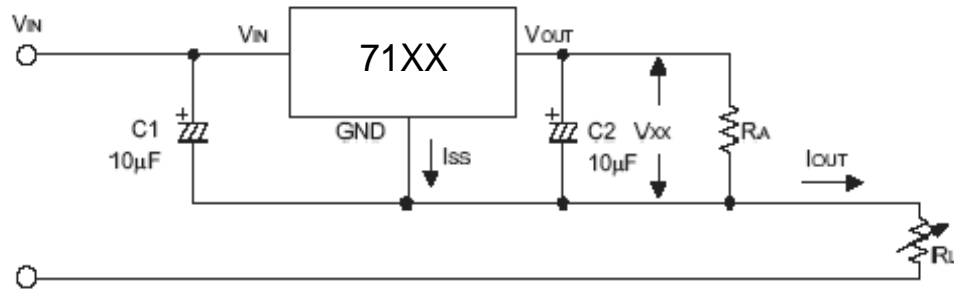 VIN
VIN
71XX
VOUT
C1
10μF
GND
ISS
C2
10μF
VXX
RA
IOUT
RL